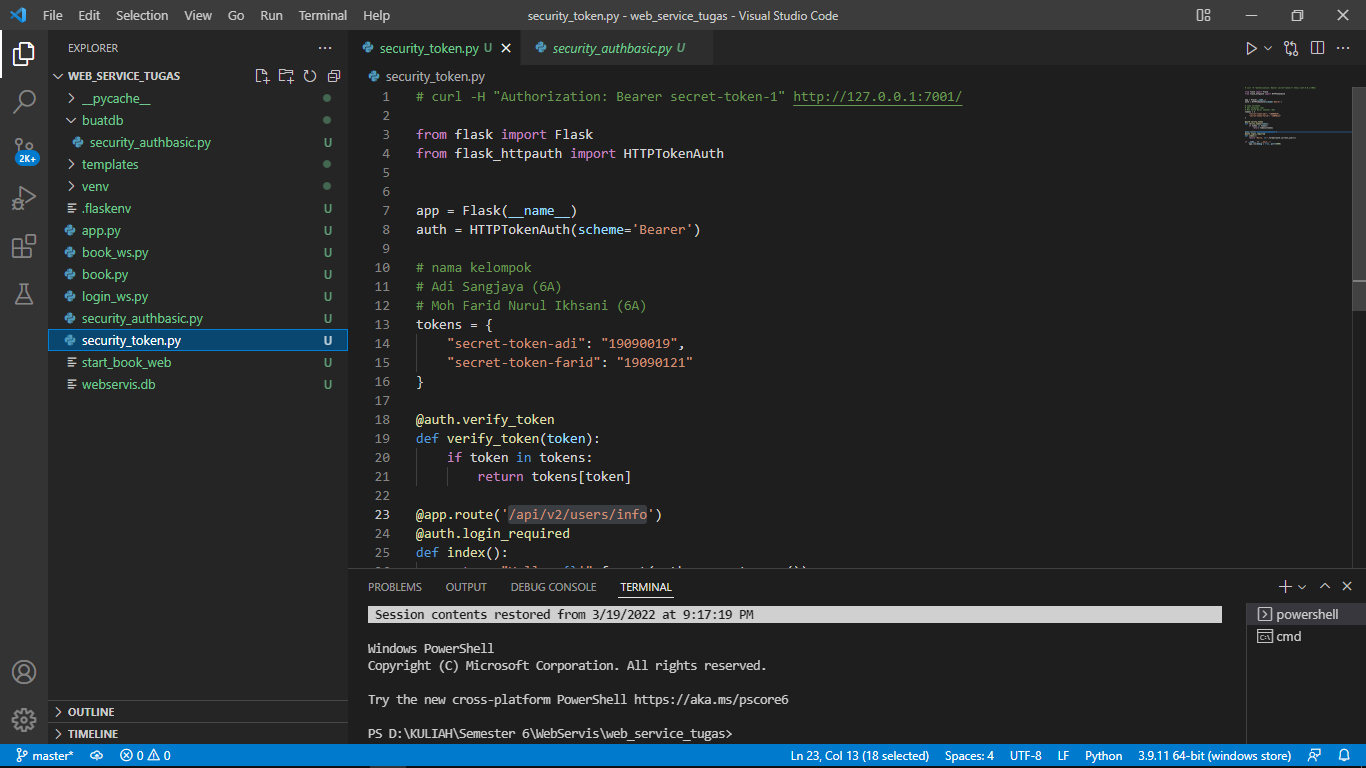 File Edit Selection View Go Run Terminal Help
security_token.py - web_service_tugas - Visual Studio Code
EXPLORER
WEB_SERVICE_TUGAS
__pycache__
buatdb
security_authbasic.py U
templates
venv
.flaskenv U
app.py U
book_ws.py U
book.py U
login_ws.py U
security_authbasic.py U
security_token.py U
start_book_web U
webservis.db U
OUTLINE
TIMELINE
2K+
security_token.py U
security_authbasic.py U
security_token.py
1 # curl -H "Authorization: Bearer secret-token-1" http://127.0.0.1:7001/
2
3 from flask import Flask
4 from flask_httpauth import HTTPTokenAuth
5
6
7 app = Flask(__name__)
8 auth = HTTPTokenAuth(scheme='Bearer')
9
10 # nama kelompok
11 # Adi Sangjaya (6A)
12 # Moh Farid Nurul Ikhsani (6A)
13 tokens = {
14 "secret-token-adi": "19090019",
15 "secret-token-farid": "19090121"
16 }
17
18 @auth.verify_token
19 def verify_token(token):
20 if token in tokens:
21 return tokens[token]
22
23 @app.route('/api/v2/users/info')
24 @auth.login_required
25 def index():
PROBLEMS OUTPUT DEBUG CONSOLE TERMINAL
Session contents restored from 3/19/2022 at 9:17:19 PM
Windows PowerShell
Copyright (C) Microsoft Corporation. All rights reserved.
Try the new cross-platform PowerShell https://aka.ms/pscore6
PS D:\KULIAH\Semester 6\WebServis\web_service_tugas>
powershell
cmd
master* 0 0 Ln 23, Col 13 (18 selected) Spaces: 4 UTF-8 LF Python 3.9.11 64-bit (windows store)